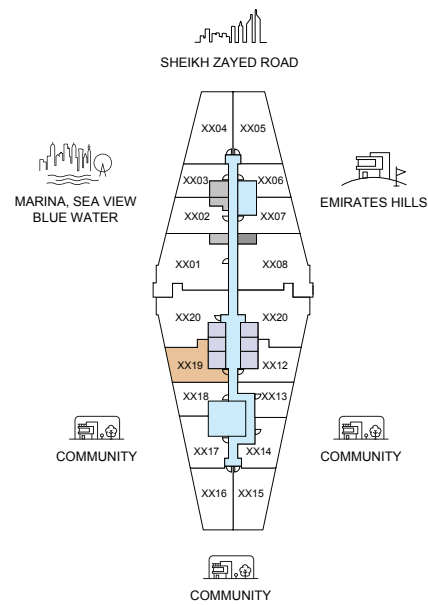 SHEIKH ZAYED ROAD
XX04 XX05
XX03 XX06
MARINA, SEA VIEW
BLUE WATER
EMIRATES HILLS
XX02 XX07
XX01 XX08
XX20 XX20
XX19 XX12
XX18 XX13
COMMUNITY
COMMUNITY
XX17 XX14
XX16 XX15
COMMUNITY